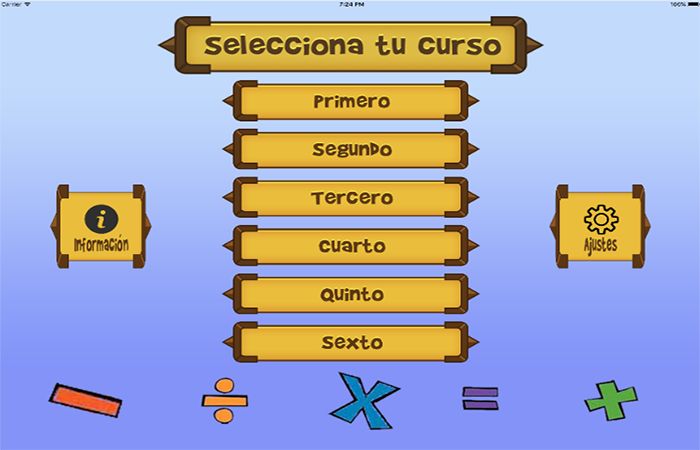 Carrier
7:24 PM
100%
Selecciona tu curso
Primero
Segundo
Tercero
Cuarto
Quinto
Sexto
Información
Ajustes